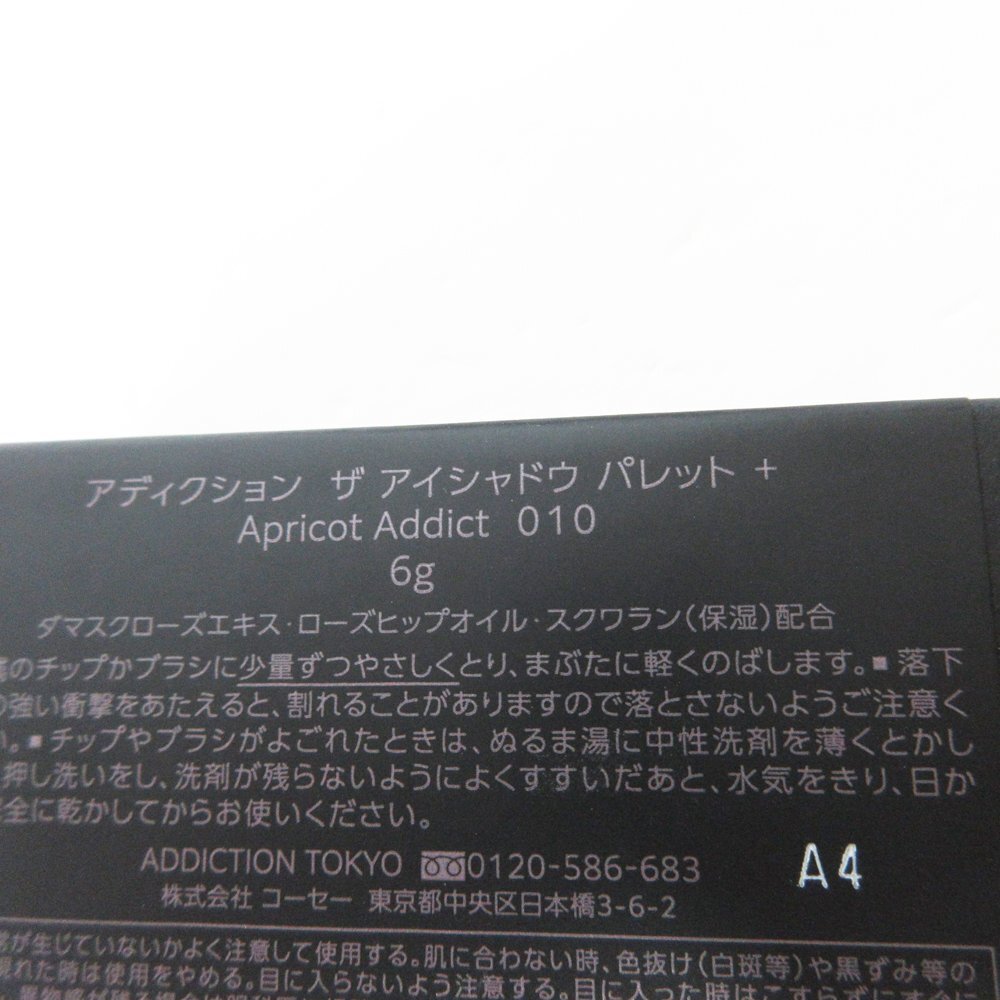 アディクション ザ アイシャドウ パレット +
Apricot Addict 010
6g
ダマスクローズエキス・ローズヒップオイル・スクワラン(保湿)配合
のチップかブラシに少量ずつやさしくとり、まぶたに軽くのばします。▪落下
強い衝撃をあたえると、割れることがありますので落とさないようご注意く
。▪チップやブラシがよごれたときは、ぬるま湯に中性洗剤を薄くとかし
押し洗いをし、洗剤が残らないようによくすすいだあと、水気をきり、日か
全に乾かしてからお使いください。
ADDICTION TOKYO 0120-586-683
A4
株式会社 コーセー 東京都中央区日本橋3-6-2
が生じていないかよく注意して使用する。肌に合わない時、色抜け(白斑等)や黒ずみ等の
現れた時は使用をやめる。目に入らないよう注意する。目に入った時はこすらずにすぐに